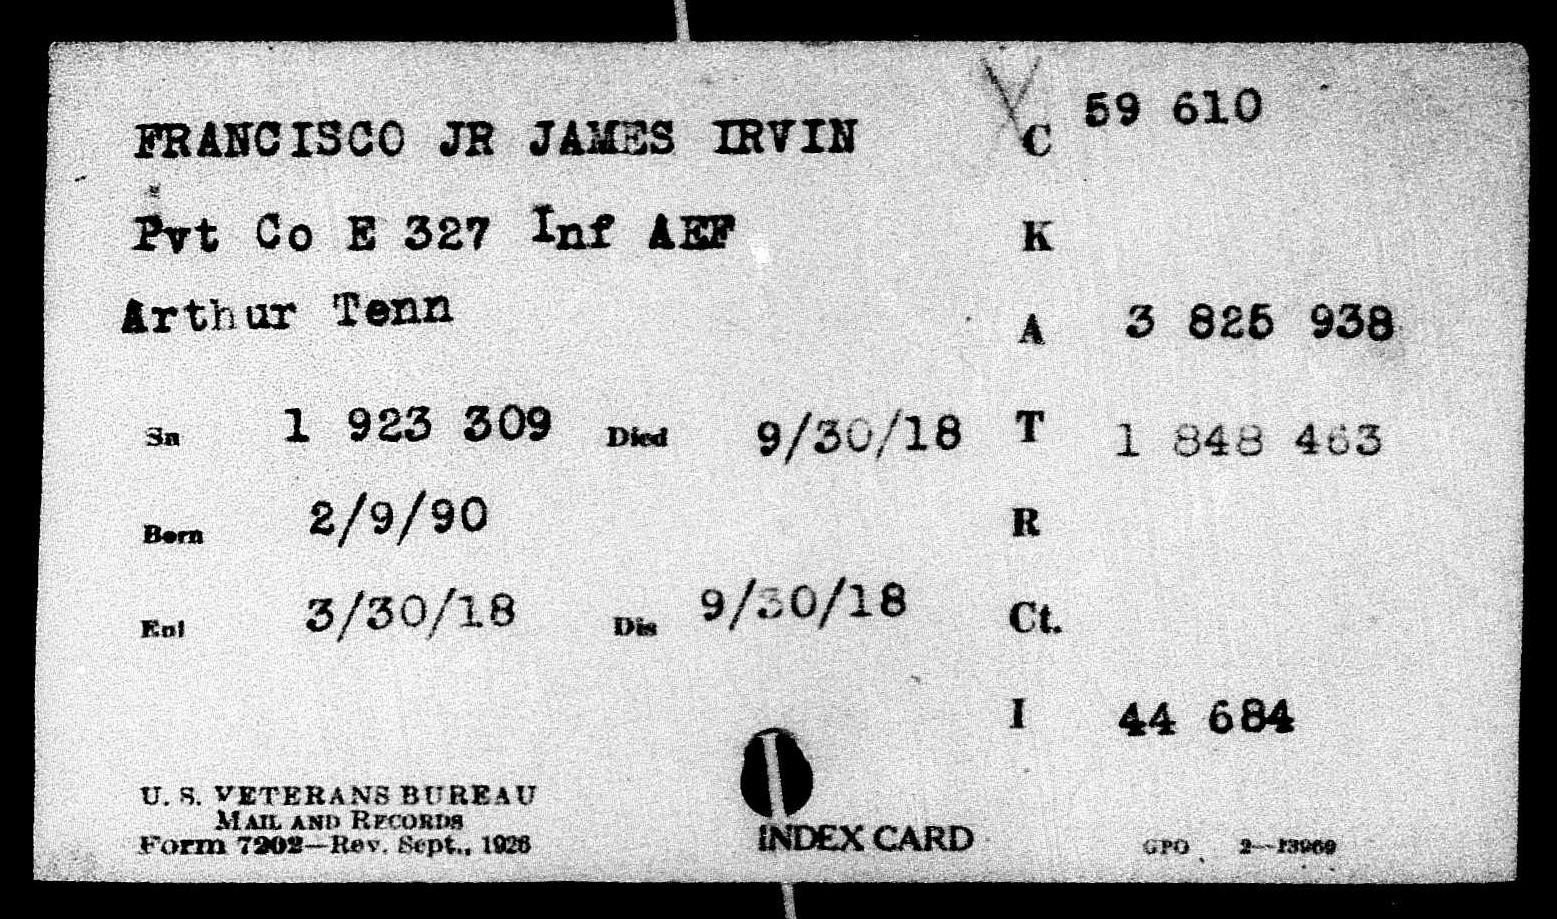 FRANCISCO JR JAMES IRVIN
C 59 610
Pvt Co E 327 Inf AEF
K
Arthur Tenn
A 3 825 938
Sn 1 923 309 Died 9/30/18
T 1 848 463
Born 2/9/90
R
Enl 3/30/18 Dis 9/30/18
Ct.
I 44 684
U. S. VETERANS BUREAU
MAIL AND RECORDS
Form 7202—Rev. Sept., 1926
INDEX CARD
GPO 2—13969